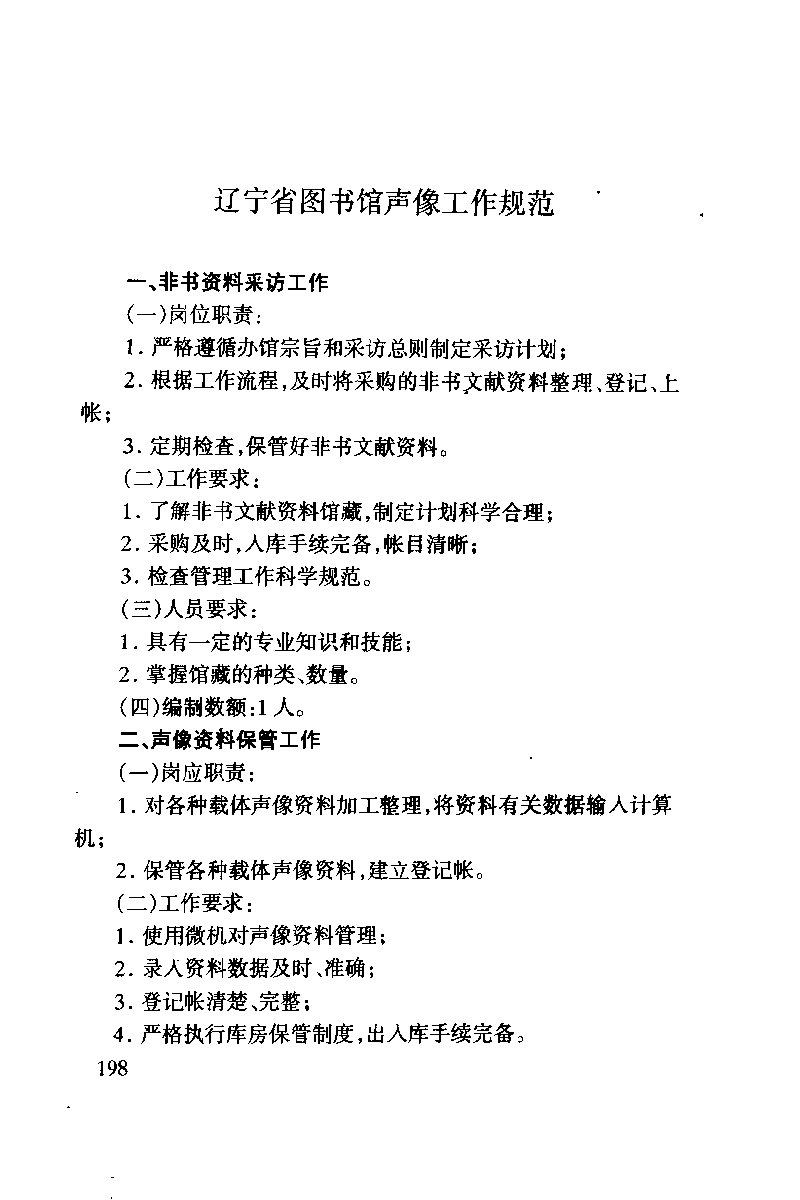 辽宁省图书馆声像工作规范
一、非书资料采访工作
(一)岗位职责:
1. 严格遵循办馆宗旨和采访总则制定采访计划;
2. 根据工作流程,及时将采购的非书文献资料整理、登记、上
帐;
3. 定期检查,保管好非书文献资料。
(二)工作要求:
1. 了解非书文献资料馆藏,制定计划科学合理;
2. 采购及时,入库手续完备,帐目清晰;
3. 检查管理工作科学规范。
(三)人员要求:
1. 具有一定的专业知识和技能;
2. 掌握馆藏的种类、数量。
(四)编制数额:1 人。
二、声像资料保管工作
(一)岗应职责:
1. 对各种载体声像资料加工整理,将资料有关数据输入计算
机;
2. 保管各种载体声像资料,建立登记帐。
(二)工作要求:
1. 使用微机对声像资料管理;
2. 录入资料数据及时、准确;
3. 登记帐清楚、完整;
4. 严格执行库房保管制度,出入库手续完备。
198